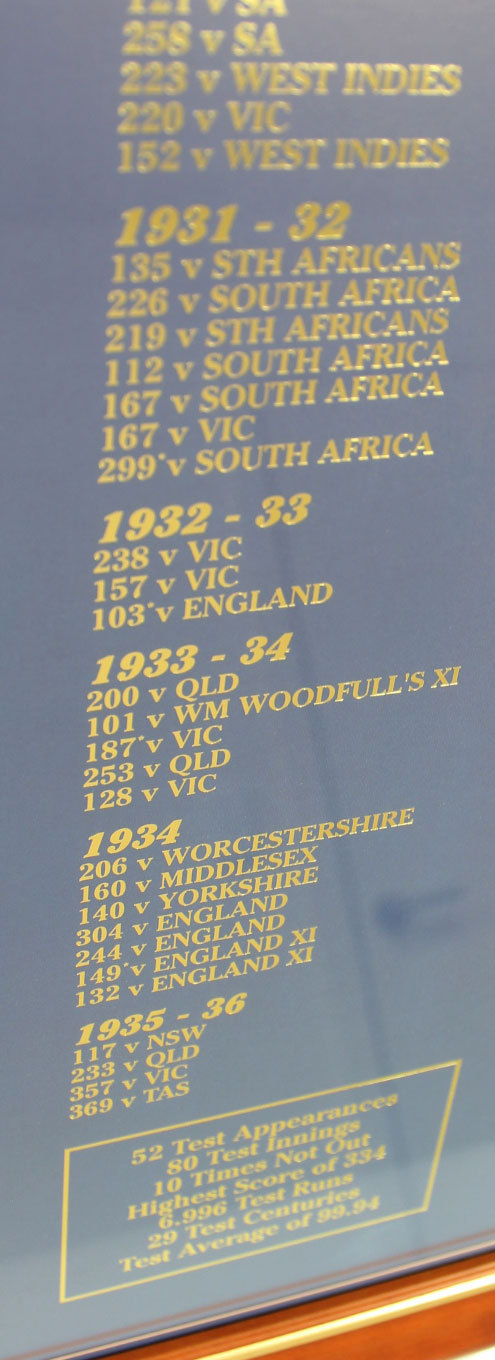 121 v SA
258 v SA
223 v WEST INDIES
220 v VIC
152 v WEST INDIES
1931 - 32
135 v STH AFRICANS
226 v SOUTH AFRICA
219 v STH AFRICANS
112 v SOUTH AFRICA
167 v SOUTH AFRICA
167 v VIC
299* v SOUTH AFRICA
1932 - 33
238 v VIC
157 v VIC
103* v ENGLAND
1933 - 34
200 v QLD
101 v WM WOODFULL'S XI
187* v VIC
253 v QLD
128 v VIC
1934
206 v WORCESTERSHIRE
160 v MIDDLESEX
140 v YORKSHIRE
304 v ENGLAND
244 v ENGLAND
149* v ENGLAND XI
132 v ENGLAND XI
1935 - 36
117 v NSW
233 v QLD
357 v VIC
369 v TAS
52 Test Appearances
80 Test Innings
10 Times Not Out
Highest Score of 334
6.996 Test Runs
29 Test Centuries
Test Average of 99.94